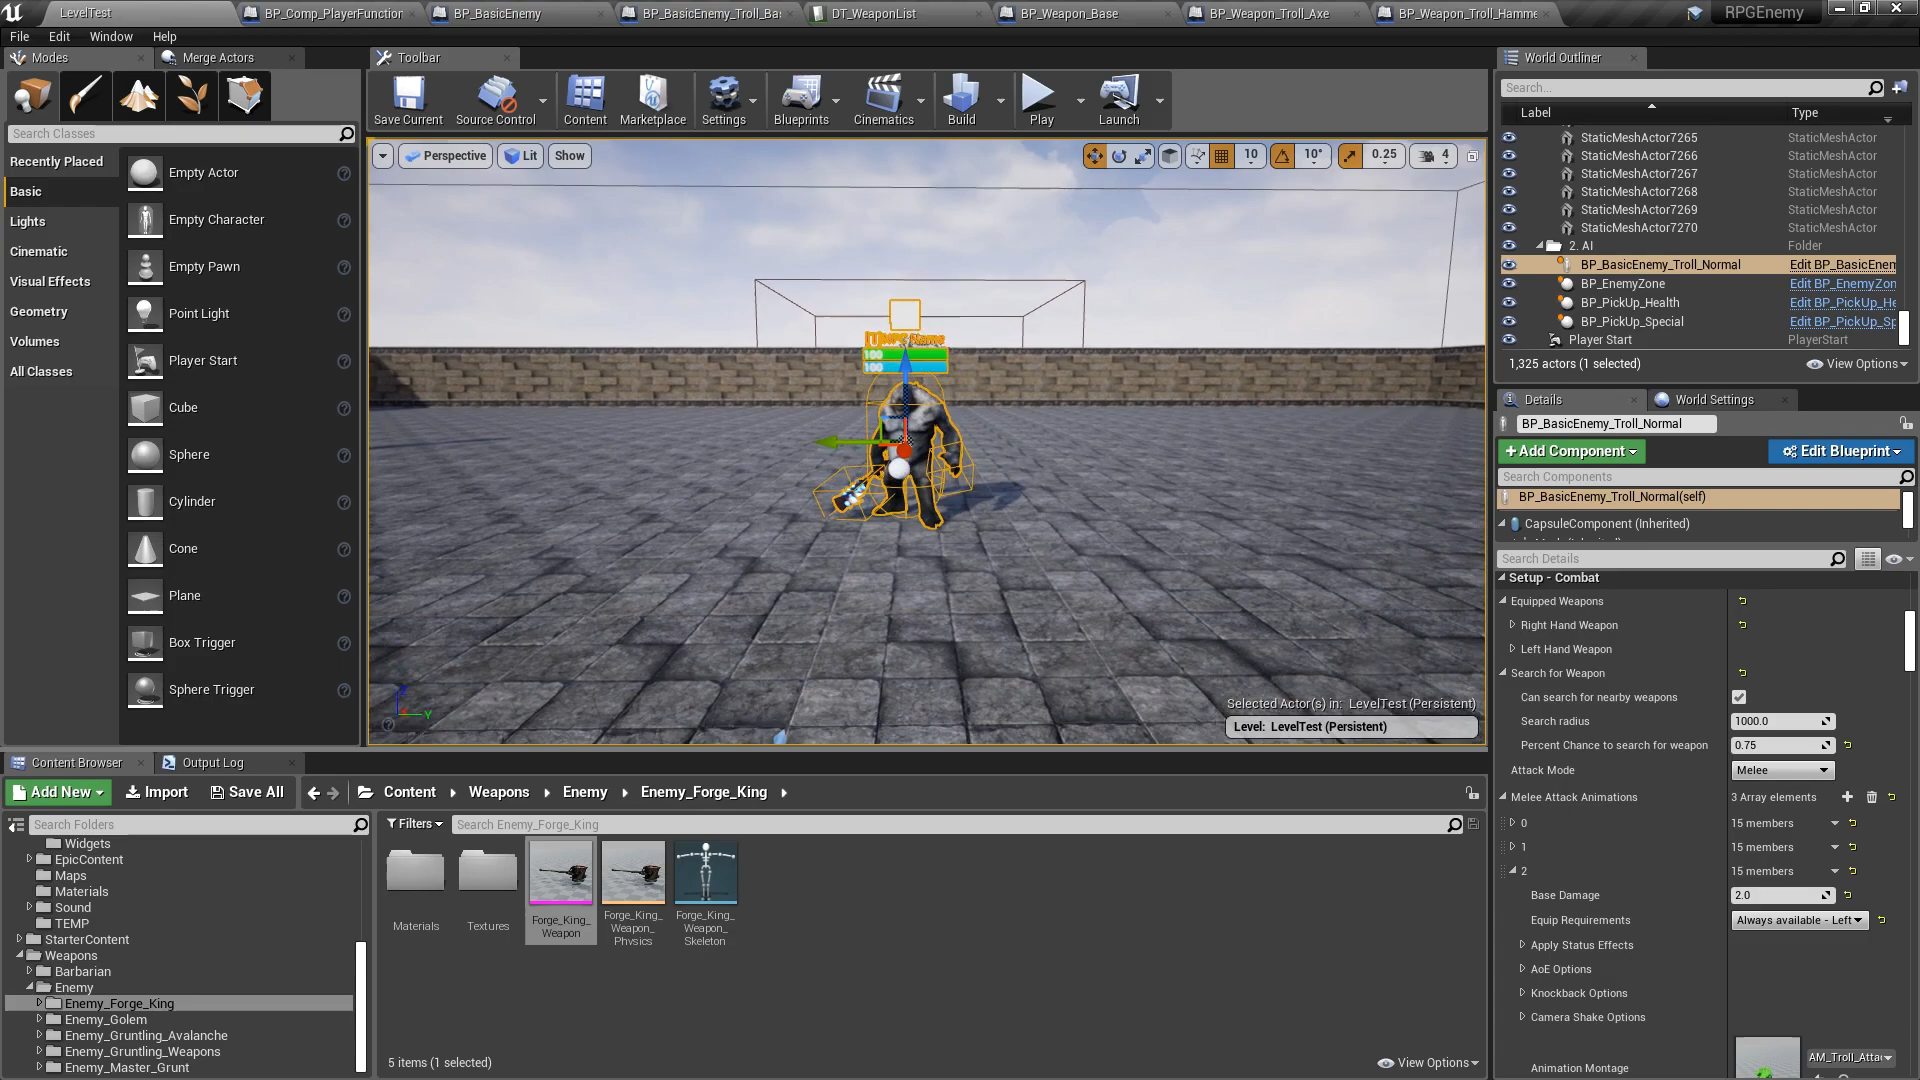 LevelTest
BP_Comp_PlayerFunction
BP_BasicEnemy
BP_BasicEnemy_Troll_Ba
DT_WeaponList
BP_Weapon_Base
BP_Weapon_Troll_Axe
BP_Weapon_Troll_Hamme
RPGEnemy
File Edit Window Help
Modes
Merge Actors
Toolbar
World Outliner
Save Current
Source Control
Content
Marketplace
Settings
Blueprints
Cinematics
Build
Play
Launch
Search Classes
Recently Placed
Basic
Lights
Cinematic
Visual Effects
Geometry
Volumes
All Classes
Empty Actor
Empty Character
Empty Pawn
Point Light
Player Start
Cube
Sphere
Cylinder
Cone
Plane
Box Trigger
Sphere Trigger
Perspective
Lit
Show
10
10°
0.25
4
100
100
Z
Y
Selected Actor(s) in: LevelTest (Persistent)
Level: LevelTest (Persistent)
Search...
Label Type
StaticMeshActor7265 StaticMeshActor
StaticMeshActor7266 StaticMeshActor
StaticMeshActor7267 StaticMeshActor
StaticMeshActor7268 StaticMeshActor
StaticMeshActor7269 StaticMeshActor
StaticMeshActor7270 StaticMeshActor
2. AI Folder
BP_BasicEnemy_Troll_Normal Edit BP_BasicEnem
BP_EnemyZone Edit BP_EnemyZon
BP_PickUp_Health Edit BP_PickUp_He
BP_PickUp_Special Edit BP_PickUp_Sp
Player Start PlayerStart
1,325 actors (1 selected)
View Options
Details
World Settings
BP_BasicEnemy_Troll_Normal
+Add Component
Edit Blueprint
Search Components
BP_BasicEnemy_Troll_Normal(self)
CapsuleComponent (Inherited)
Search Details
Setup - Combat
Equipped Weapons
Right Hand Weapon
Left Hand Weapon
Search for Weapon
Can search for nearby weapons
Search radius 1000.0
Percent Chance to search for weapon 0.75
Attack Mode Melee
Melee Attack Animations 3 Array elements
0 15 members
1 15 members
2 15 members
Base Damage 2.0
Equip Requirements Always available - Left
Apply Status Effects
AoE Options
Knockback Options
Camera Shake Options
Animation Montage
AM_Troll_Atta
Content Browser
Output Log
Add New
Import
Save All
Content
Weapons
Enemy
Enemy_Forge_King
Search Folders
Filters
Search Enemy_Forge_King
Widgets
EpicContent
Maps
Materials
Sound
TEMP
StarterContent
Weapons
Barbarian
Enemy
Enemy_Forge_King
Enemy_Golem
Enemy_Gruntling_Avalanche
Enemy_Gruntling_Weapons
Enemy_Master_Grunt
Materials
Textures
Forge_King_
Weapon
Forge_King_
Weapon_
Physics
Forge_King_
Weapon_
Skeleton
5 items (1 selected)
View Options